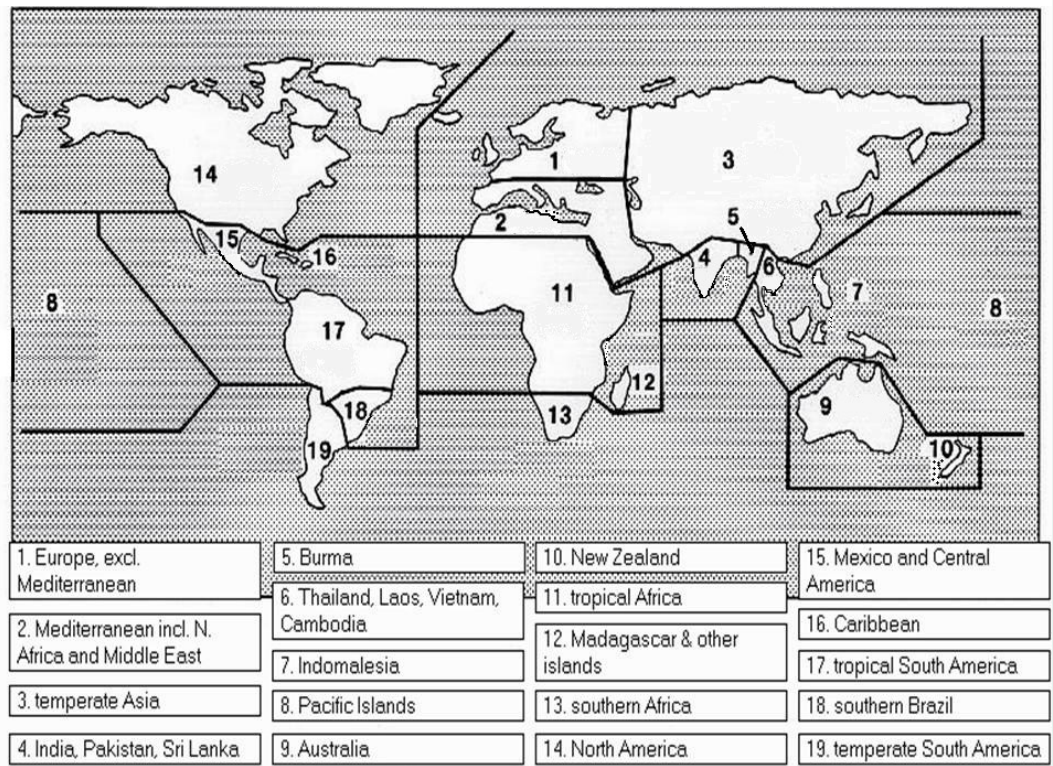 14
1
3
2
5
15
16
4
6
8
11
7
8
17
12
18
13
9
19
10
1. Europe, excl.
Mediterranean
2. Mediterranean incl. N.
Africa and Middle East
3. temperate Asia
4. India, Pakistan, Sri Lanka
5. Burma
6. Thailand, Laos, Vietnam,
Cambodia
7. Indomalesia
8. Pacific Islands
9. Australia
10. New Zealand
11. tropical Africa
12. Madagascar & other
islands
13. southern Africa
14. North America
15. Mexico and Central
America
16. Caribbean
17. tropical South America
18. southern Brazil
19. temperate South America